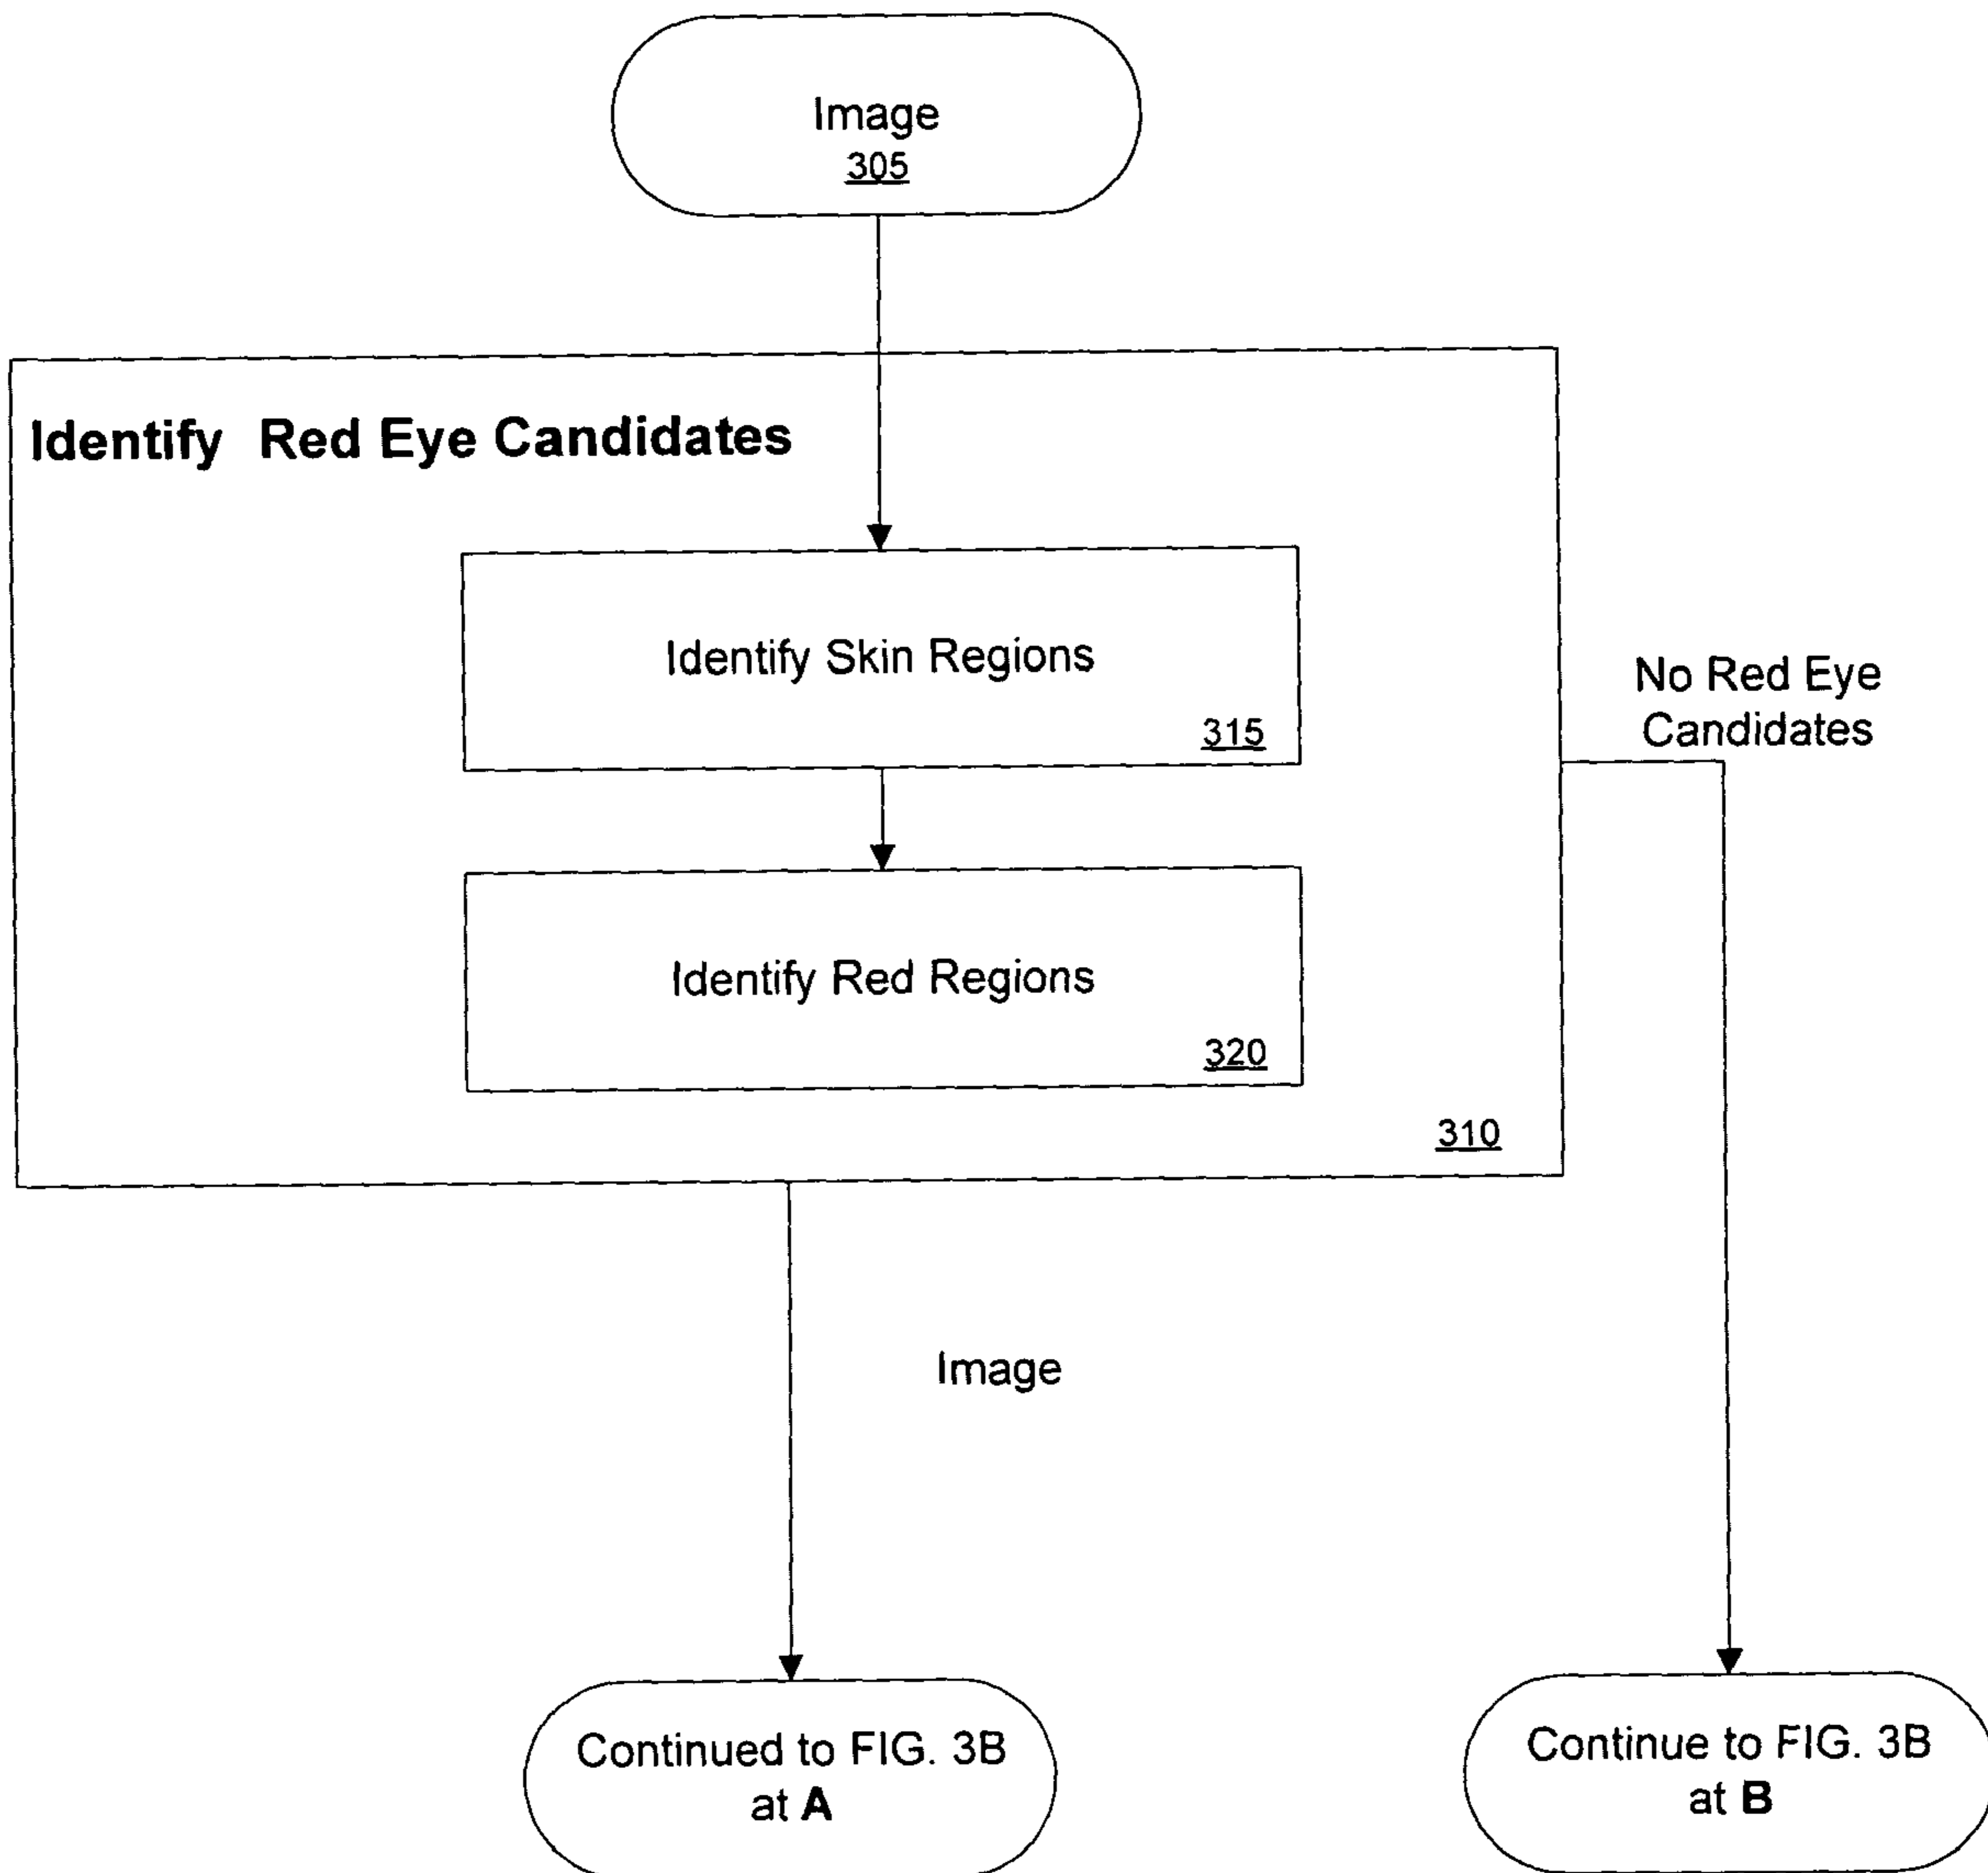 Image
305
Identify Red Eye Candidates
Identify Skin Regions
315
No Red Eye
Candidates
Identify Red Regions
320
310
Image
Continued to FIG. 3B
at A
Continue to FIG. 3B
at B